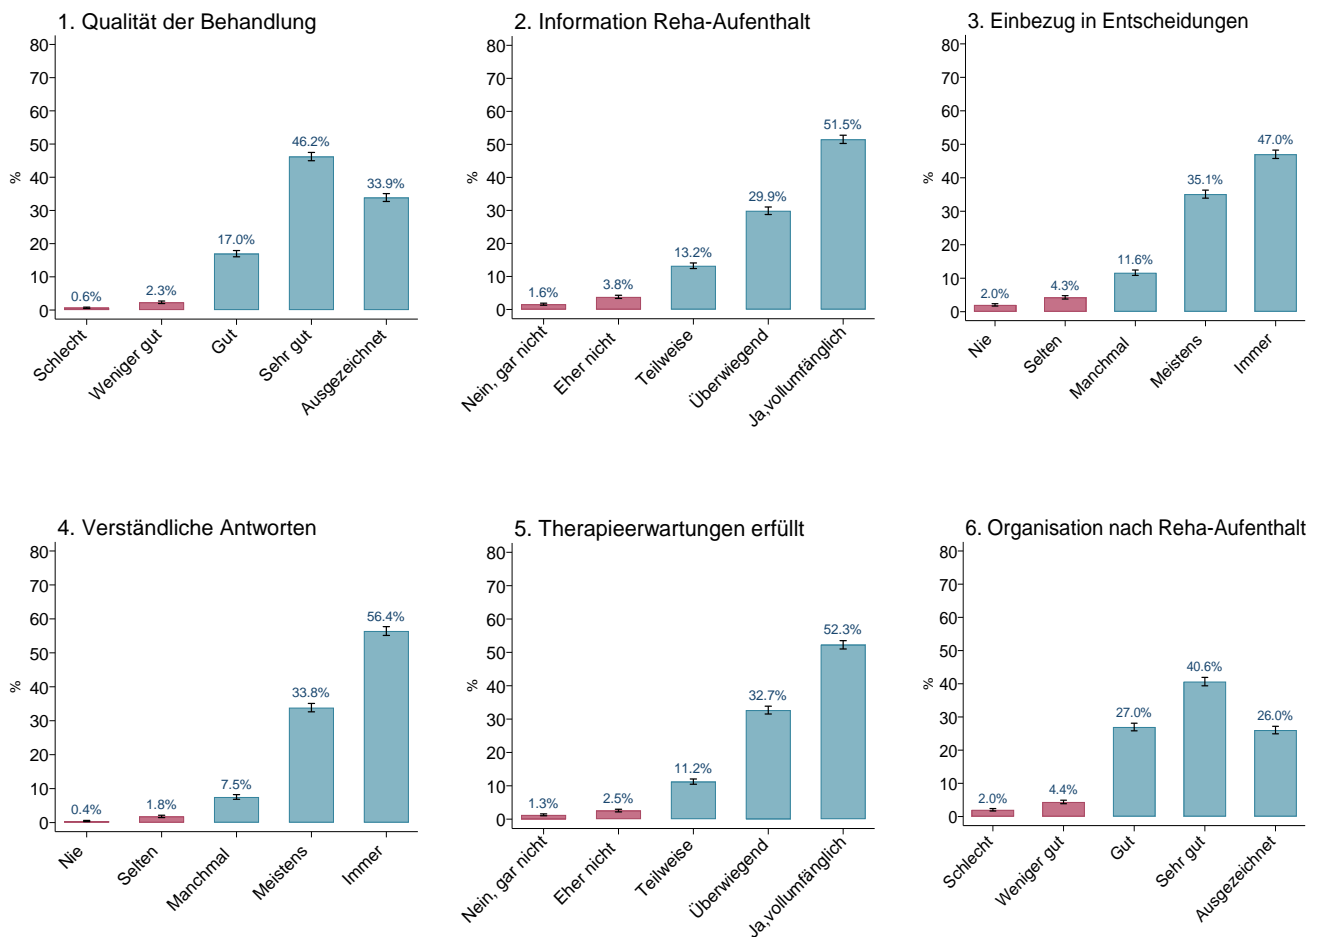 1. Qualität der Behandlung
80
70
60
50
40
30
20
10
0
%
0.6%
2.3%
17.0%
46.2%
33.9%
Schlecht
Weniger gut
Gut
Sehr gut
Ausgezeichnet
2. Information Reha-Aufenthalt
80
70
60
50
40
30
20
10
0
%
1.6%
3.8%
13.2%
29.9%
51.5%
Nein, gar nicht
Eher nicht
Teilweise
Überwiegend
Ja,vollumfänglich
3. Einbezug in Entscheidungen
80
70
60
50
40
30
20
10
0
%
2.0%
4.3%
11.6%
35.1%
47.0%
Nie
Selten
Manchmal
Meistens
Immer
4. Verständliche Antworten
80
70
60
50
40
30
20
10
0
%
0.4%
1.8%
7.5%
33.8%
56.4%
Nie
Selten
Manchmal
Meistens
Immer
5. Therapieerwartungen erfüllt
80
70
60
50
40
30
20
10
0
%
1.3%
2.5%
11.2%
32.7%
52.3%
Nein, gar nicht
Eher nicht
Teilweise
Überwiegend
Ja,vollumfänglich
6. Organisation nach Reha-Aufenthalt
80
70
60
50
40
30
20
10
0
%
2.0%
4.4%
27.0%
40.6%
26.0%
Schlecht
Weniger gut
Gut
Sehr gut
Ausgezeichnet